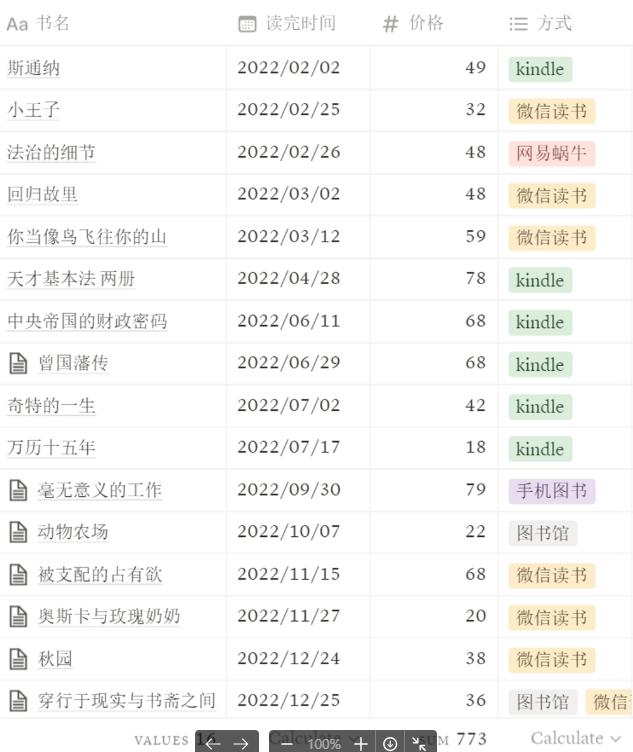 Aa 书名 读完时间 # 价格 方式
斯通纳 2022/02/02 49 kindle
小王子 2022/02/25 32 微信读书
法治的细节 2022/02/26 48 网易蜗牛
回归故里 2022/03/02 48 微信读书
你当像鸟飞往你的山 2022/03/12 59 微信读书
天才基本法 两册 2022/04/28 78 kindle
中央帝国的财政密码 2022/06/11 68 kindle
曾国藩传 2022/06/29 68 kindle
奇特的一生 2022/07/02 42 kindle
万历十五年 2022/07/17 18 kindle
毫无意义的工作 2022/09/30 79 手机图书
动物农场 2022/10/07 22 图书馆
被支配的占有欲 2022/11/15 68 微信读书
奥斯卡与玫瑰奶奶 2022/11/27 20 微信读书
秋园 2022/12/24 38 微信读书
穿行于现实与书斋之间 2022/12/25 36 图书馆 微信
VALUES 16 Calculate SUM 773 Calculate
100%